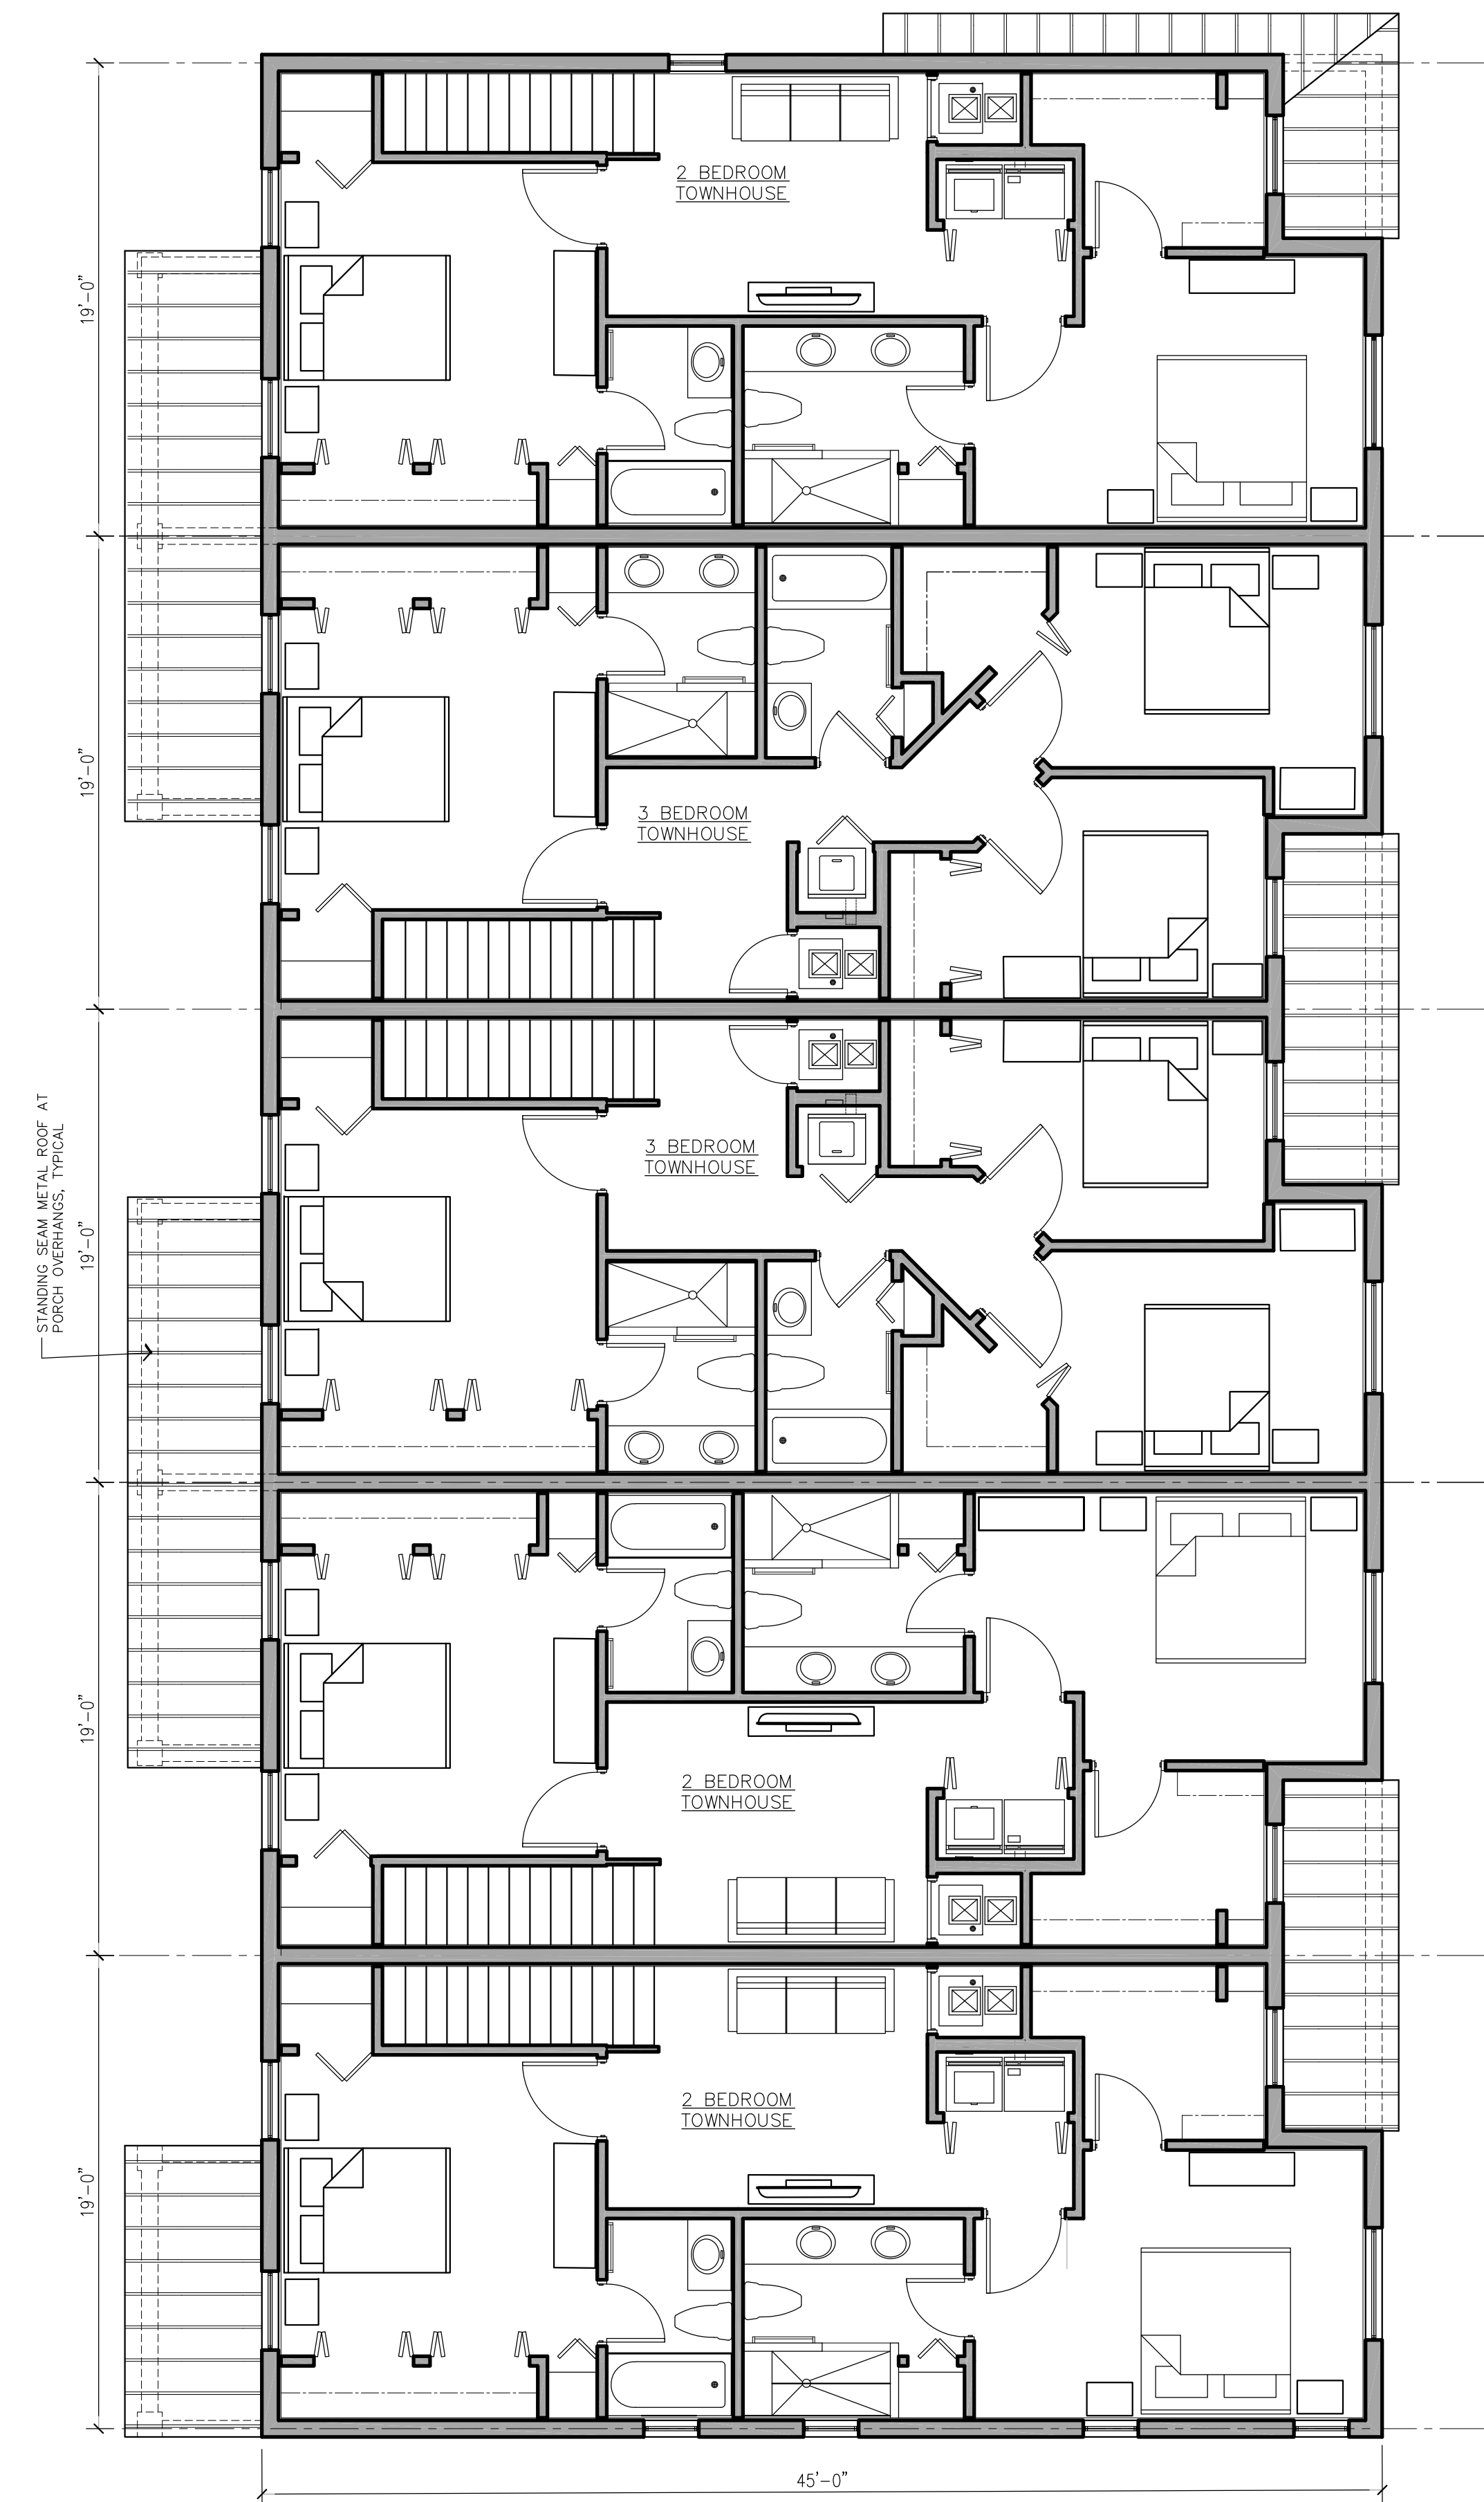 2 BEDROOM
TOWNHOUSE
19'-0"
3 BEDROOM
TOWNHOUSE
19'-0"
STANDING SEAM METAL ROOF AT
PORCH OVERHANGS, TYPICAL
3 BEDROOM
TOWNHOUSE
19'-0"
2 BEDROOM
TOWNHOUSE
19'-0"
2 BEDROOM
TOWNHOUSE
19'-0"
45'-0"